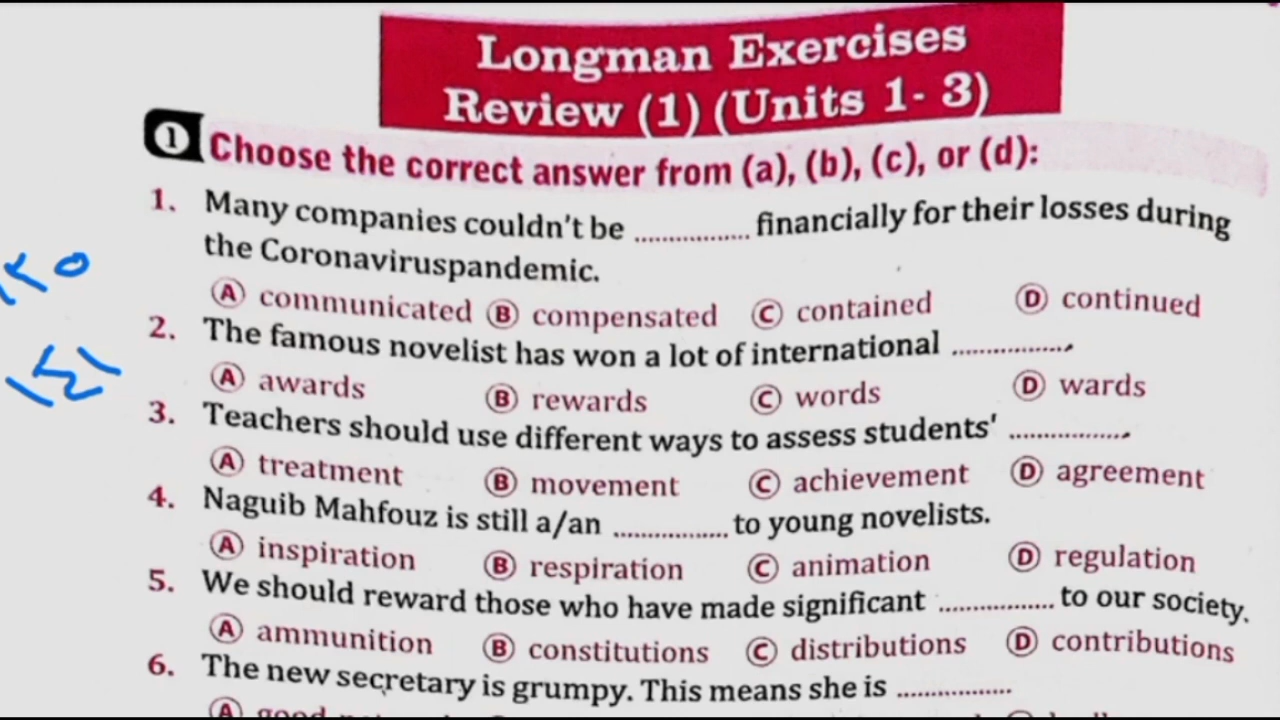 Longman Exercises
Review (1) (Units 1- 3)
1 Choose the correct answer from (a), (b), (c), or (d):
1. Many companies couldn't be ................ financially for their losses during
the Coronaviruspandemic.
A communicated B compensated C contained D continued
2. The famous novelist has won a lot of international ................
A awards B rewards C words D wards
3. Teachers should use different ways to assess students' ................
A treatment B movement C achievement D agreement
4. Naguib Mahfouz is still a/an ................ to young novelists.
A inspiration B respiration C animation D regulation
5. We should reward those who have made significant ................ to our society.
A ammunition B constitutions C distributions D contributions
6. The new secretary is grumpy. This means she is ................
A